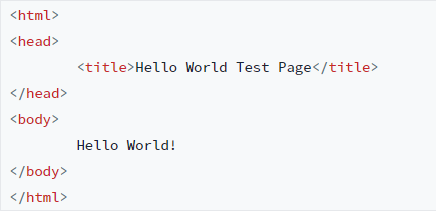 <html>
<head>
<title>Hello World Test Page</title>
</head>
<body>
Hello World!
</body>
</html>